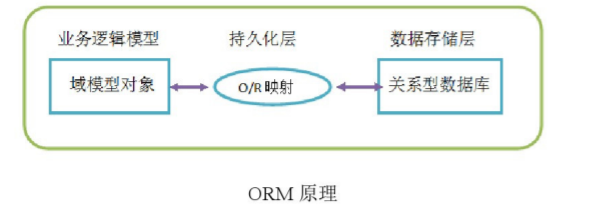 业务逻辑模型 持久化层 数据存储层
域模型对象 O/R 映射 关系型数据库
ORM 原理